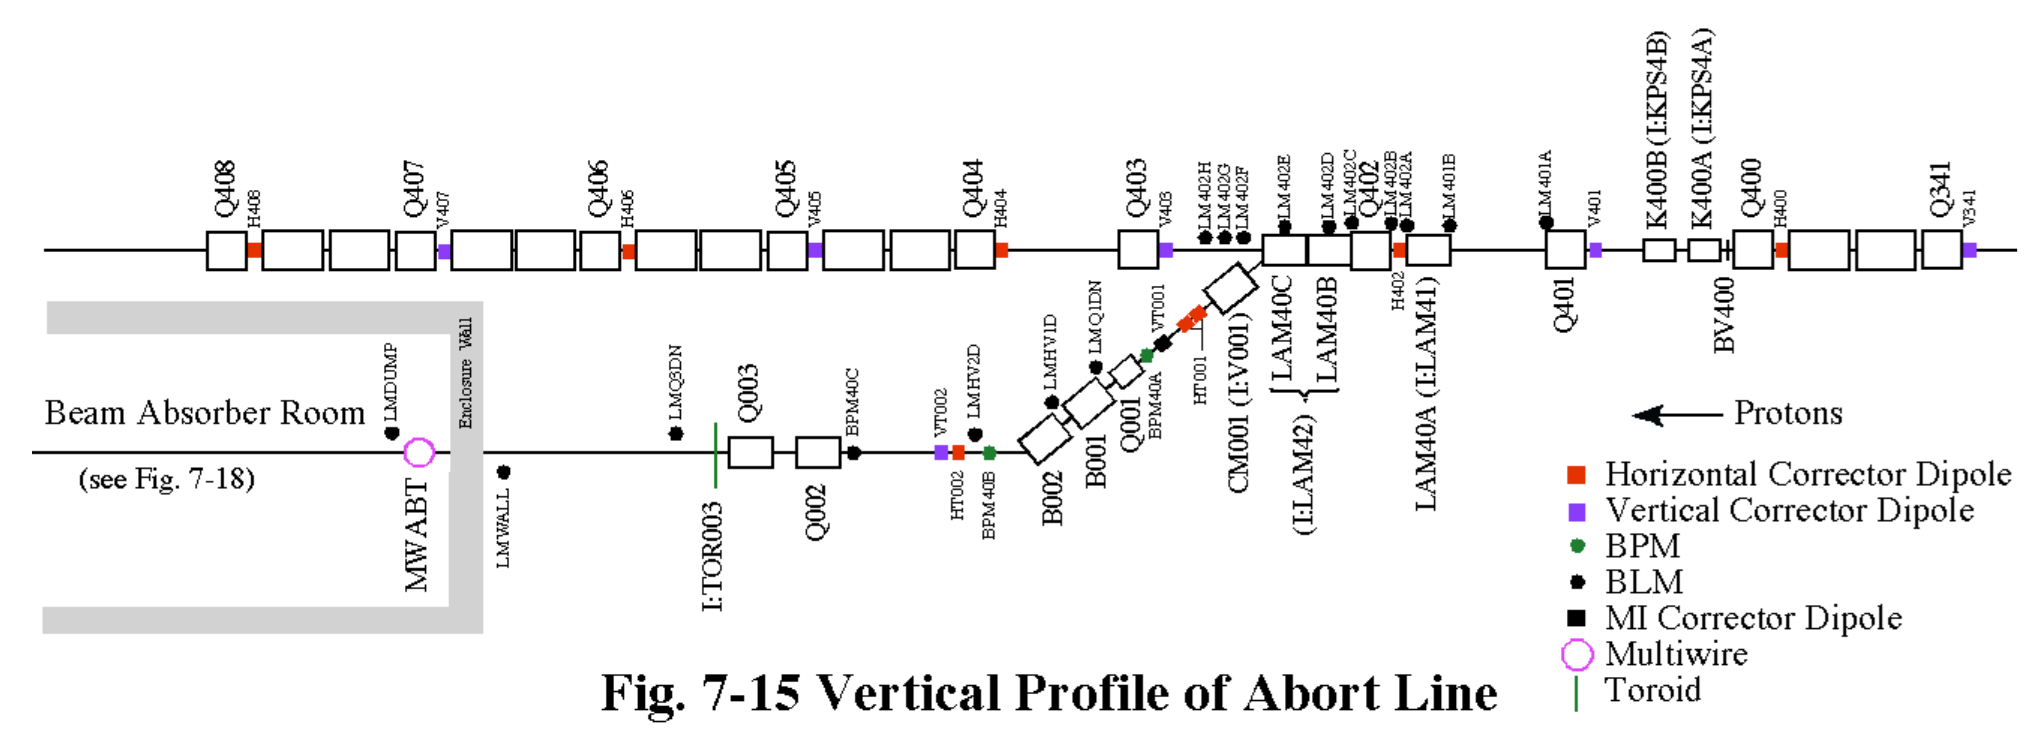 K400B (I:KPS4B)
K400A (I:KPS4A)
Q408
H408
Q407
V407
Q406
H406
Q405
V405
Q404
H404
Q403
V403
LM402H
LM402G
LM402F
LM402E
LM402D
LM402C
Q402
LM402B
LM402A
LM401B
LM401A
V401
Q400
H400
Q341
V341
H402
Q401
BV400
LAM40C
LAM40B
(I:LAM42)
LAM40A (I:LAM41)
CM001 (I:V001)
HT001
VT001
BPM40A
Q001
LMQ1DN
B001
LMHV1D
B002
BPM40B
LMHV2D
HT002
VT002
BPM40C
Q002
Q003
I:TOR003
LMQ3DN
LMWALL
Enclosure Wall
LMDUMP
MWABT
Beam Absorber Room
(see Fig. 7-18)
Protons
Horizontal Corrector Dipole
Vertical Corrector Dipole
BPM
BLM
MI Corrector Dipole
Multiwire
Toroid
Fig. 7-15 Vertical Profile of Abort Line